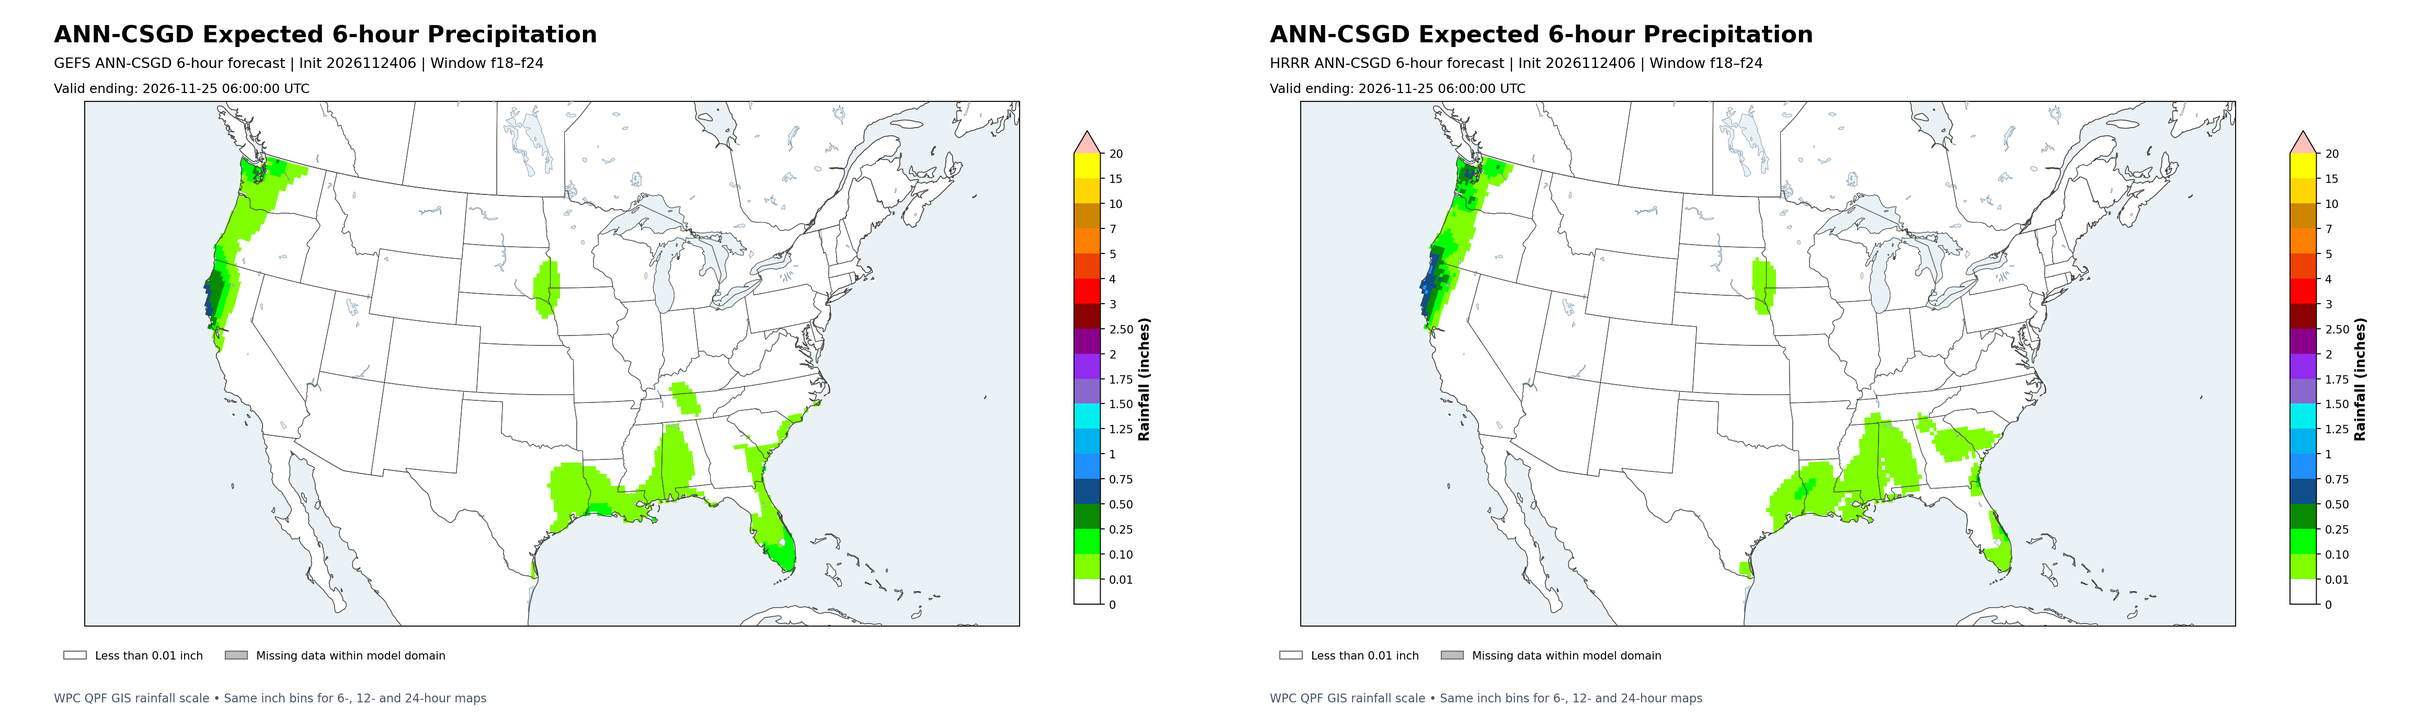 ANN-CSGD Expected 6-hour Precipitation
GEFS ANN-CSGD 6-hour forecast | Init 2026112406 | Window f18–f24
Valid ending: 2026-11-25 06:00:00 UTC
20
15
10
7
5
4
3
2.50
2
1.75
1.50
1.25
1
0.75
0.50
0.25
0.10
0.01
0
Rainfall (inches)
Less than 0.01 inch
Missing data within model domain
WPC QPF GIS rainfall scale • Same inch bins for 6-, 12- and 24-hour maps
ANN-CSGD Expected 6-hour Precipitation
HRRR ANN-CSGD 6-hour forecast | Init 2026112406 | Window f18–f24
Valid ending: 2026-11-25 06:00:00 UTC
20
15
10
7
5
4
3
2.50
2
1.75
1.50
1.25
1
0.75
0.50
0.25
0.10
0.01
0
Rainfall (inches)
Less than 0.01 inch
Missing data within model domain
WPC QPF GIS rainfall scale • Same inch bins for 6-, 12- and 24-hour maps